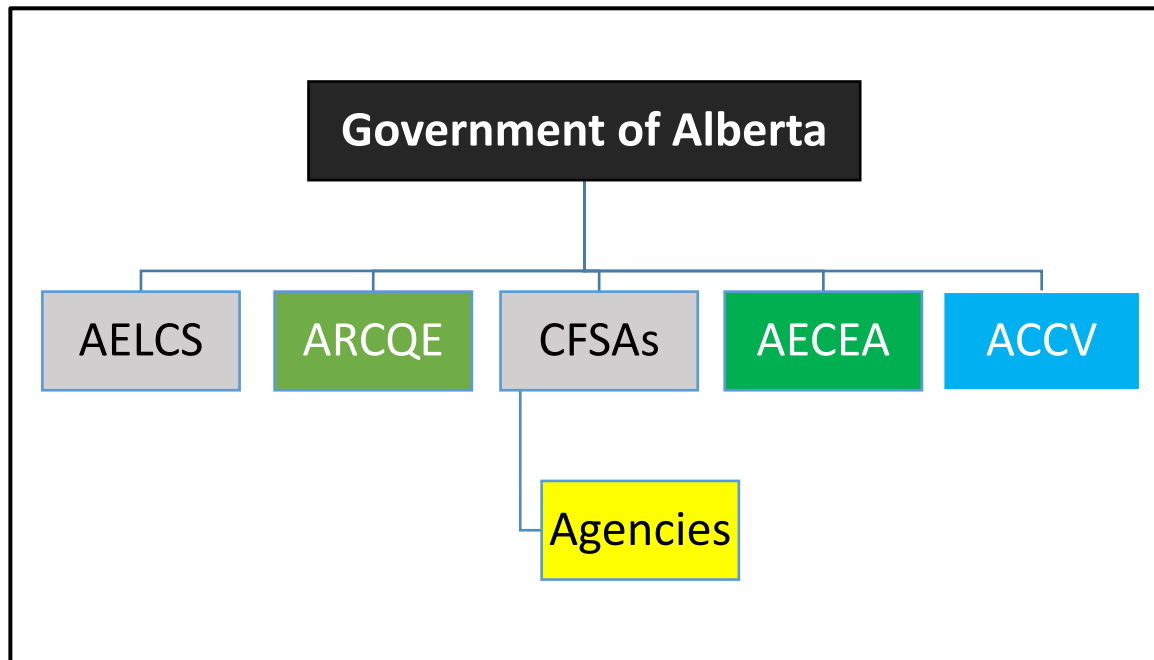 Government of Alberta
AELCS
ARCQE
CFSAs
AECEA
ACCV
Agencies